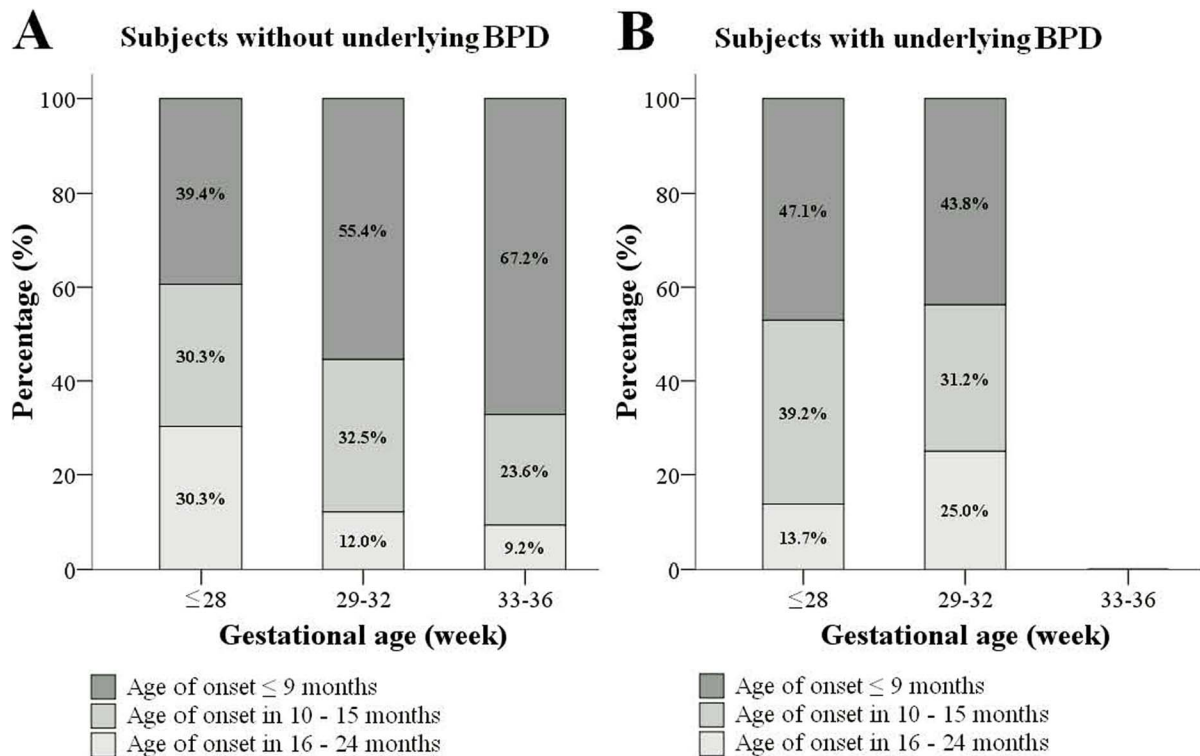 A
Subjects without underlying BPD
Percentage (%)
100
80
60
40
20
0
39.4%
30.3%
30.3%
55.4%
32.5%
12.0%
67.2%
23.6%
9.2%
≤28
29-32
33-36
Gestational age (week)
Age of onset ≤ 9 months
Age of onset in 10 - 15 months
Age of onset in 16 - 24 months
B
Subjects with underlying BPD
Percentage (%)
100
80
60
40
20
0
47.1%
39.2%
13.7%
43.8%
31.2%
25.0%
≤28
29-32
33-36
Gestational age (week)
Age of onset ≤ 9 months
Age of onset in 10 - 15 months
Age of onset in 16 - 24 months